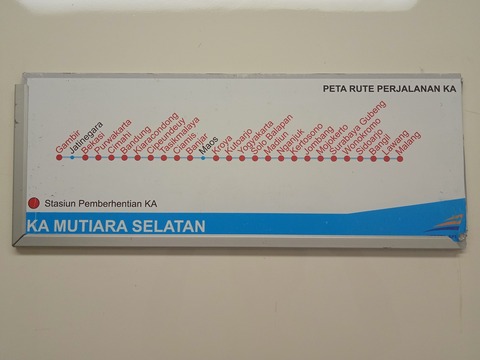 PETA RUTE PERJALANAN KA
Gambir
Jatinegara
Bekasi
Purwakarta
Cimahi
Bandung
Kiaracondong
Cipeundeuy
Tasikmalaya
Ciamis
Banjar
Maos
Kroya
Kutoarjo
Yogyakarta
Solo Balapan
Madiun
Nganjuk
Kertosono
Jombang
Mojokerto
Surabaya Gubeng
Wonokromo
Sidoarjo
Bangil
Lawang
Malang
Stasiun Pemberhentian KA
KA MUTIARA SELATAN